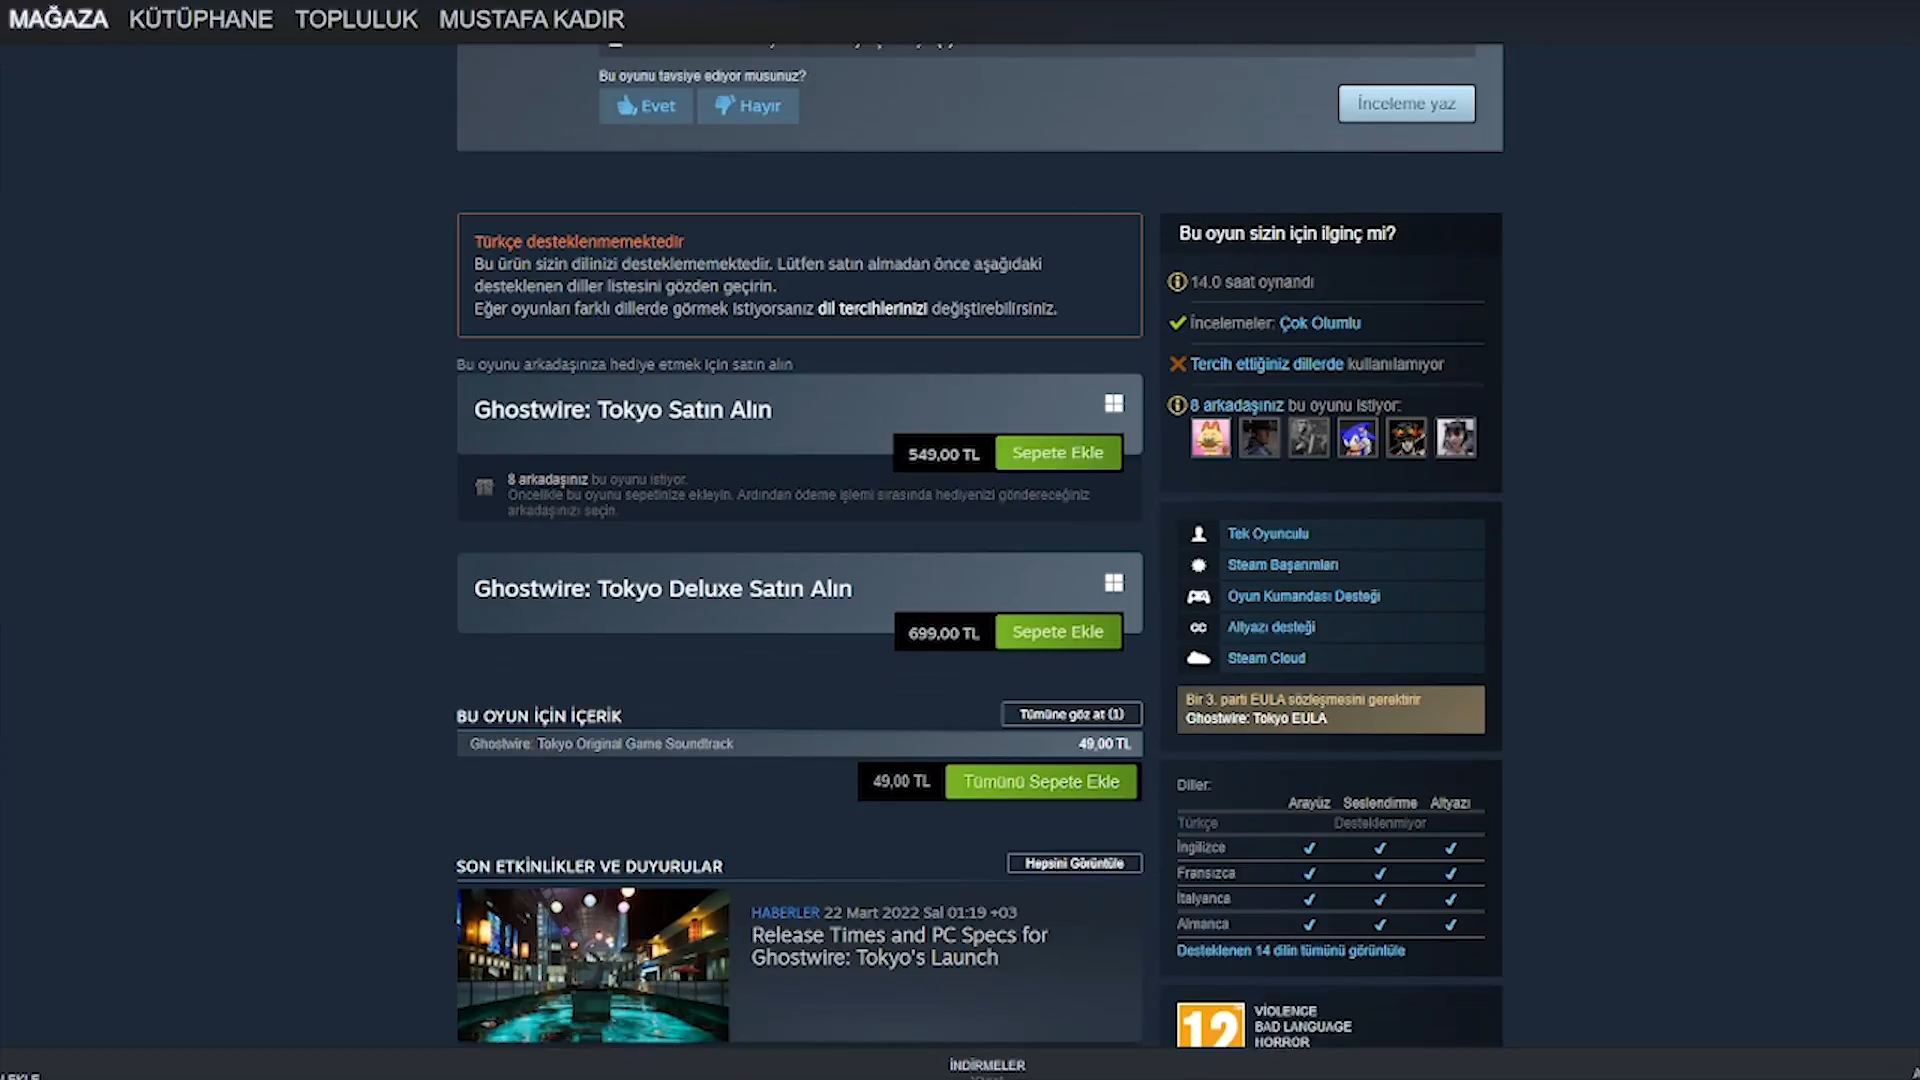 MAĞAZA KÜTÜPHANE TOPLULUK MUSTAFA KADIR
Bu oyunu tavsiye ediyor musunuz?
Evet Hayır
İnceleme yaz
Türkçe desteklenmemektedir
Bu ürün sizin dilinizi desteklememektedir. Lütfen satın almadan önce aşağıdaki
desteklenen diller listesini gözden geçirin.
Eğer oyunları farklı dillerde görmek istiyorsanız dil tercihlerinizi değiştirebilirsiniz.
Bu oyunu arkadaşınıza hediye etmek için satın alın
Ghostwire: Tokyo Satın Alın
549,00 TL Sepete Ekle
8 arkadaşınız bu oyunu istiyor.
Öncelikle bu oyunu sepetinize ekleyin. Ardından ödeme işlemi sırasında hediyenizi göndereceğiniz
arkadaşınızı seçin.
Ghostwire: Tokyo Deluxe Satın Alın
699,00 TL Sepete Ekle
BU OYUN İÇİN İÇERİK Tümüne göz at (1)
Ghostwire: Tokyo Original Game Soundtrack 49,00 TL
49,00 TL Tümünü Sepete Ekle
SON ETKİNLİKLER VE DUYURULAR Hepsini Görüntüle
HABERLER 22 Mart 2022 Sal 01:19 +03
Release Times and PC Specs for
Ghostwire: Tokyo's Launch
Bu oyun sizin için ilginç mi?
14.0 saat oynandı
İncelemeler: Çok Olumlu
Tercih ettiğiniz dillerde kullanılamıyor
8 arkadaşınız bu oyunu istiyor:
Tek Oyunculu
Steam Başarımları
Oyun Kumandası Desteği
CC Altyazı desteği
Steam Cloud
Bir 3. parti EULA sözleşmesini gerektirir
Ghostwire: Tokyo EULA
Diller:
Arayüz Seslendirme Altyazı
Türkçe Desteklenmiyor
İngilizce
Fransızca
İtalyanca
Almanca
Desteklenen 14 dilin tümünü görüntüle
12
VIOLENCE
BAD LANGUAGE
HORROR
İNDİRMELER